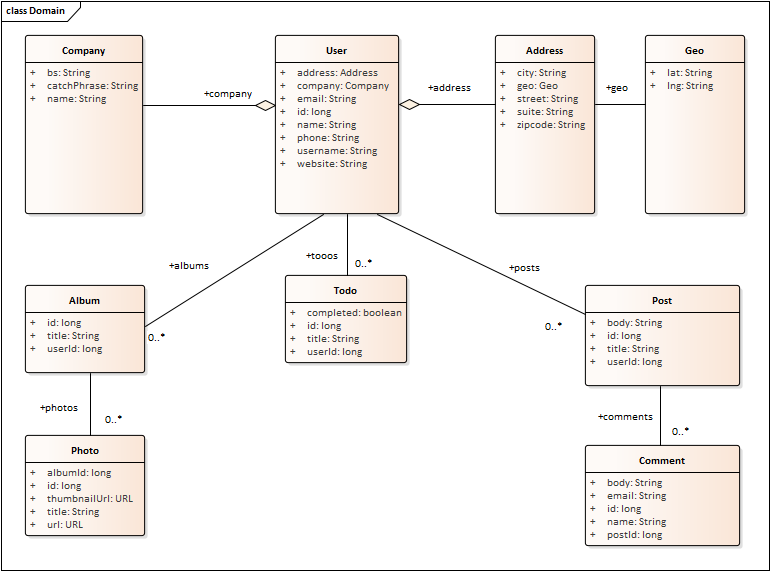 class Domain
Company
+ bs: String
+ catchPhrase: String
+ name: String
User
+ address: Address
+ company: Company
+ email: String
+ id: long
+ name: String
+ phone: String
+ username: String
+ website: String
Address
+ city: String
+ geo: Geo
+ street: String
+ suite: String
+ zipcode: String
Geo
+ lat: String
+ lng: String
+company
+address
+geo
+albums
0..*
+tooos
0..*
+posts
0..*
Album
+ id: long
+ title: String
+ userId: long
Todo
+ completed: boolean
+ id: long
+ title: String
+ userId: long
Post
+ body: String
+ id: long
+ title: String
+ userId: long
+photos
0..*
+comments
0..*
Photo
+ albumId: long
+ id: long
+ thumbnailUrl: URL
+ title: String
+ url: URL
Comment
+ body: String
+ email: String
+ id: long
+ name: String
+ postId: long